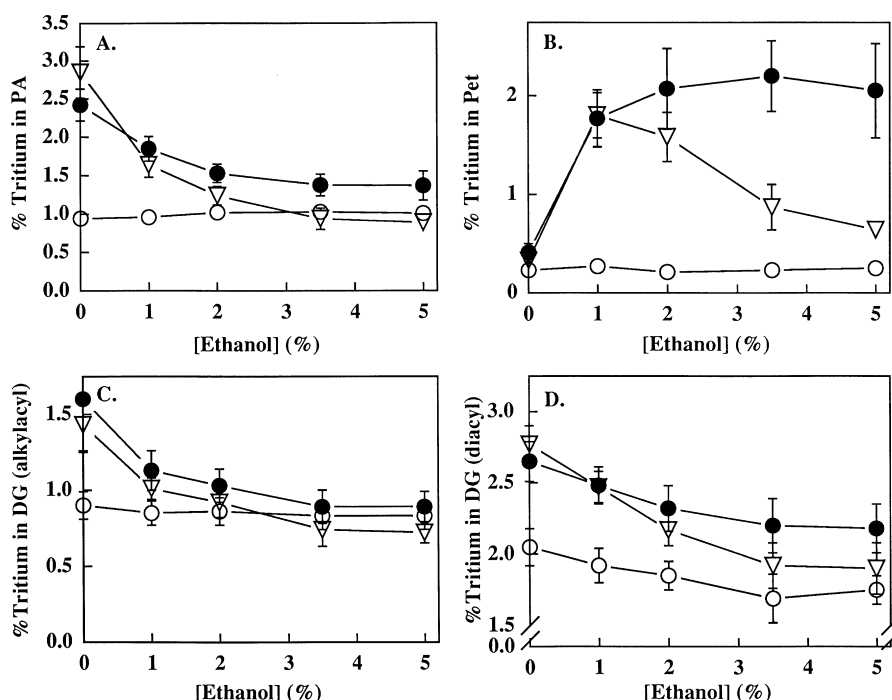 3.5
3.0
2.5
2.0
1.5
1.0
0.5
0.0
% Tritium in PA
A.
0 1 2 3 4 5
[Ethanol] (%)
2
1
0
% Tritium in Pet
B.
0 1 2 3 4 5
[Ethanol] (%)
1.5
1.0
0.5
0.0
%Tritium in DG (alkylacyl)
C.
0 1 2 3 4 5
[Ethanol] (%)
3.0
2.5
2.0
1.5
0.0
%Tritium in DG (diacyl)
D.
0 1 2 3 4 5
[Ethanol] (%)